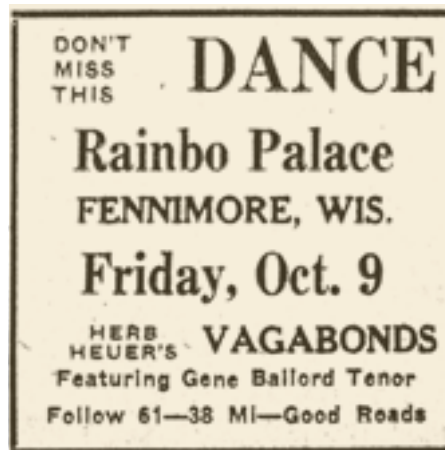 DON'T MISS THIS DANCE
Rainbo Palace
FENNIMORE, WIS.
Friday, Oct. 9
HERB HEUER'S VAGABONDS
Featuring Gene Ballord Tenor
Follow 61—38 Mi—Good Roads